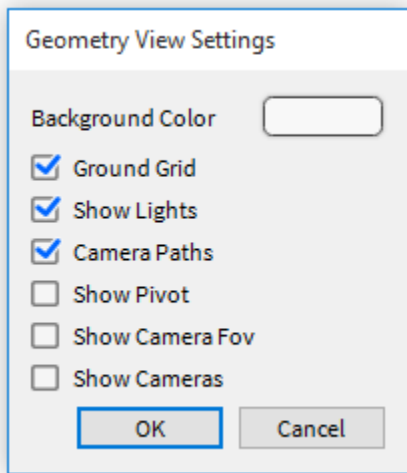 Geometry View Settings
Background Color
Ground Grid
Show Lights
Camera Paths
Show Pivot
Show Camera Fov
Show Cameras
OK Cancel